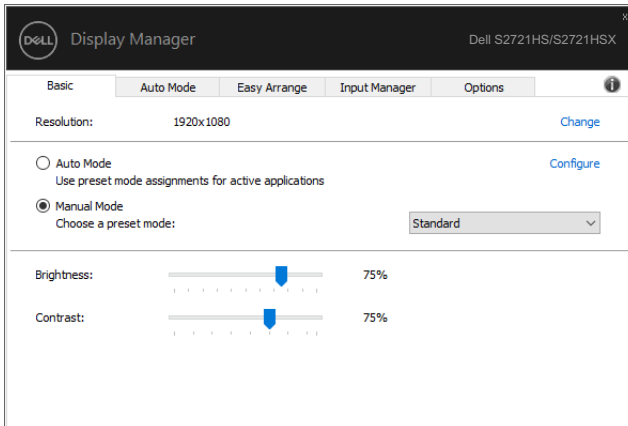 DELL Display Manager Dell S2721HS/S2721HSX x
Basic Auto Mode Easy Arrange Input Manager Options i
Resolution: 1920x1080 Change
Auto Mode Configure
Use preset mode assignments for active applications
Manual Mode
Choose a preset mode: Standard
Brightness: 75%
Contrast: 75%